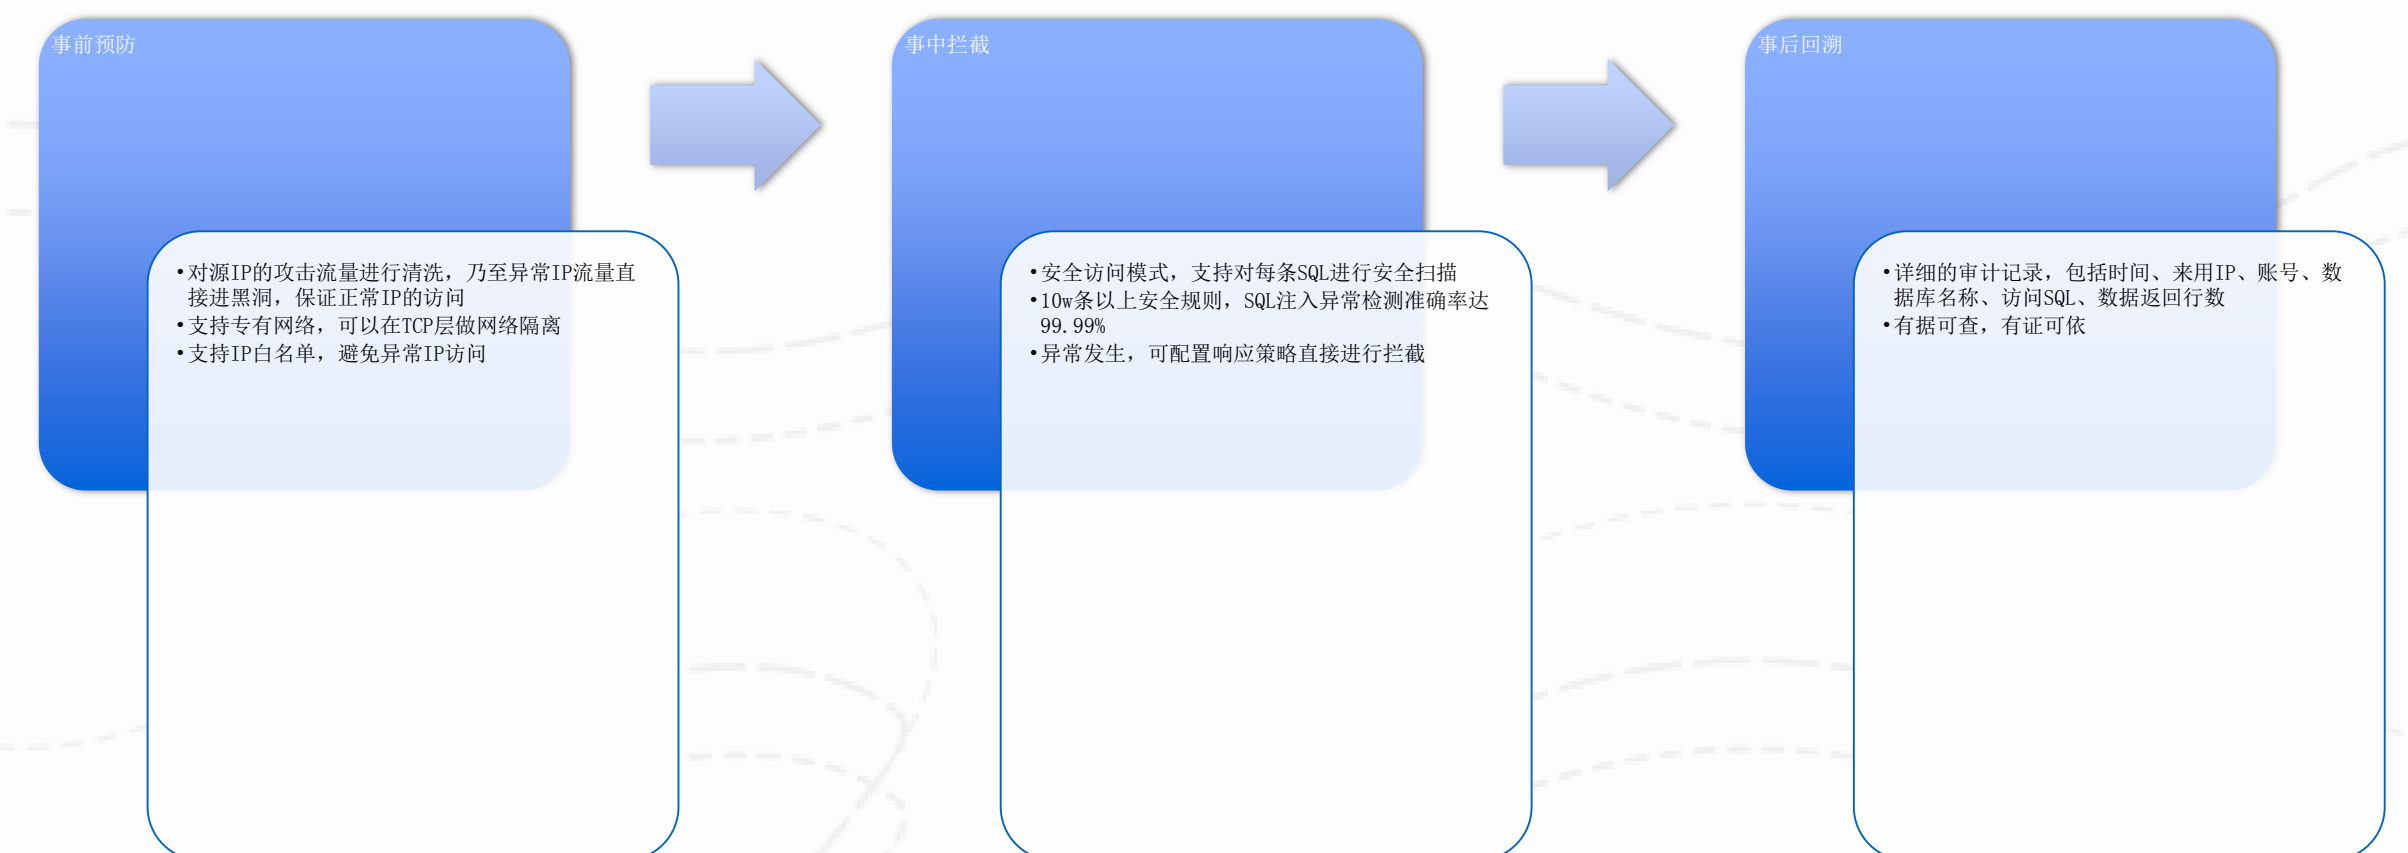 事前预防
•对源IP的攻击流量进行清洗，乃至异常IP流量直
接进黑洞，保证正常IP的访问
•支持专有网络，可以在TCP层做网络隔离
•支持IP白名单，避免异常IP访问
事中拦截
•安全访问模式，支持对每条SQL进行安全扫描
•10w条以上安全规则，SQL注入异常检测准确率达
99.99%
•异常发生，可配置响应策略直接进行拦截
事后回溯
•详细的审计记录，包括时间、来用IP、账号、数
据库名称、访问SQL、数据返回行数
•有据可查，有证可依